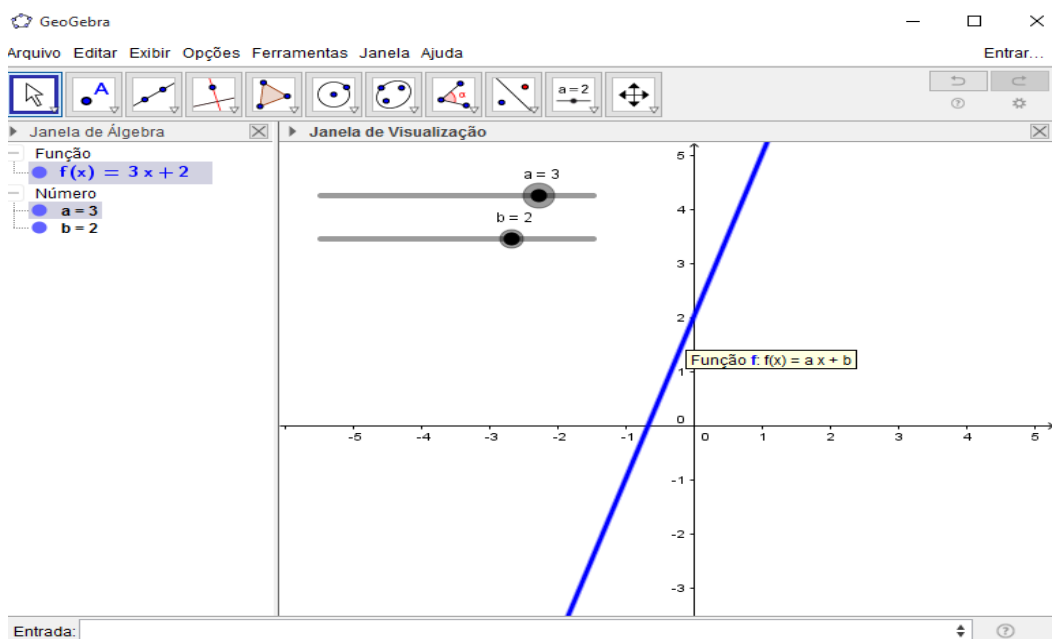 GeoGebra
Arquivo Editar Exibir Opções Ferramentas Janela Ajuda Entrar...
A α a = 2
Janela de Álgebra
Função
f(x) = 3 x + 2
Número
a = 3
b = 2
Janela de Visualização
a = 3
b = 2
5
4
3
2
Função f: f(x) = a x + b
1
0
-5 -4 -3 -2 -1 0 1 2 3 4 5
-1
-2
-3
Entrada: